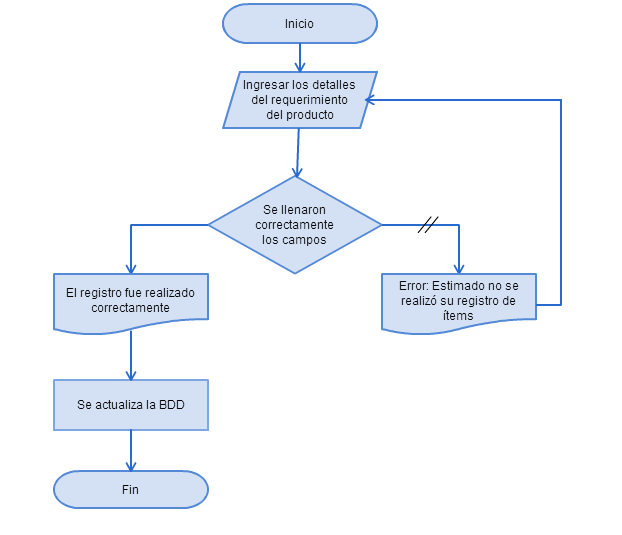 Inicio
Ingresar los detalles
del requerimiento
del producto
Se llenaron
correctamente
los campos
El registro fue realizado
correctamente
Error: Estimado no se
realizó su registro de
ítems
Se actualiza la BDD
Fin